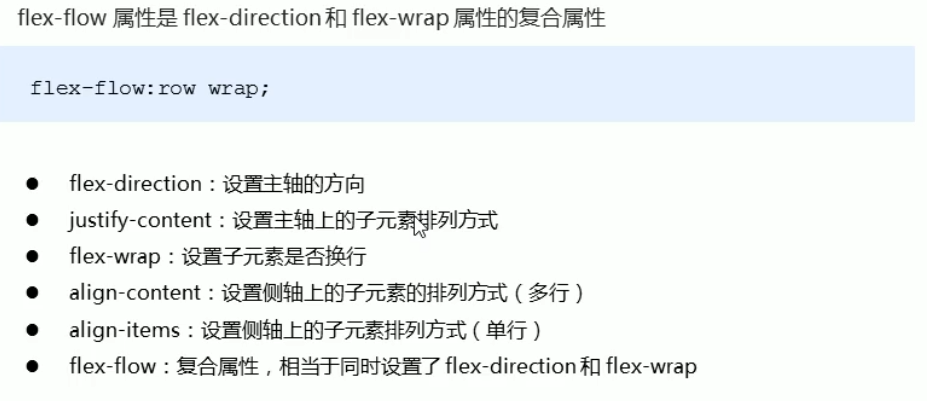 flex-flow 属性是 flex-direction 和 flex-wrap 属性的复合属性
flex-flow:row wrap;
● flex-direction：设置主轴的方向
● justify-content：设置主轴上的子元素排列方式
● flex-wrap：设置子元素是否换行
● align-content：设置侧轴上的子元素的排列方式（多行）
● align-items：设置侧轴上的子元素排列方式（单行）
● flex-flow：复合属性，相当于同时设置了 flex-direction 和 flex-wrap